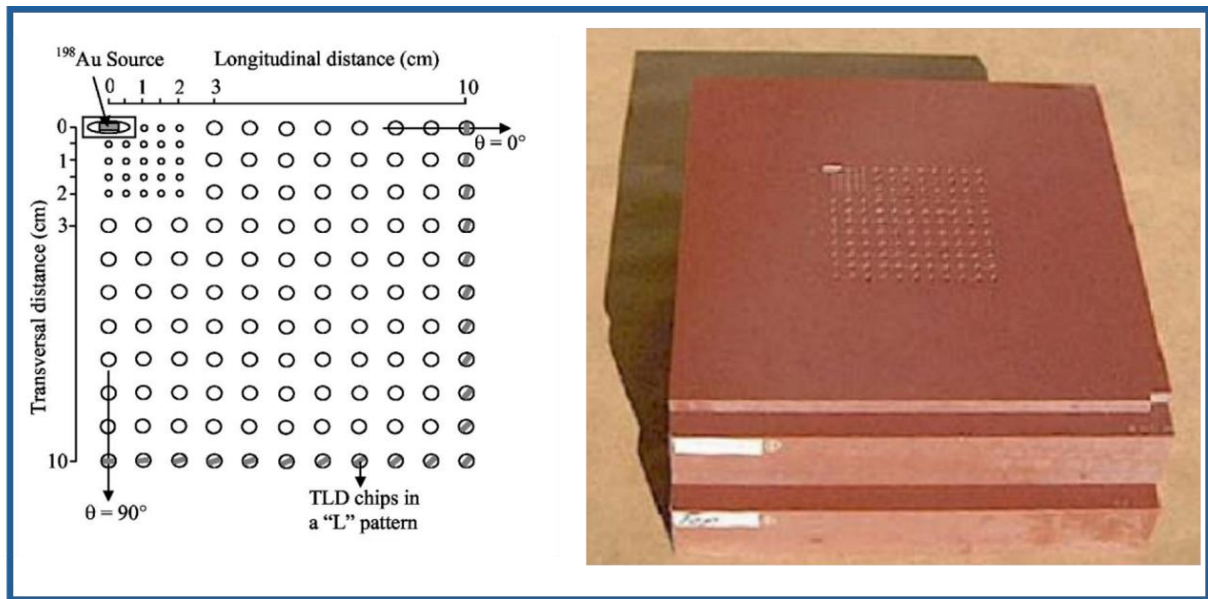 ¹⁹⁸Au Source
Longitudinal distance (cm)
0 1 2 3 10
0
θ = 0°
1
2
3
Transversal distance (cm)
10
θ = 90°
TLD chips in
a “L” pattern